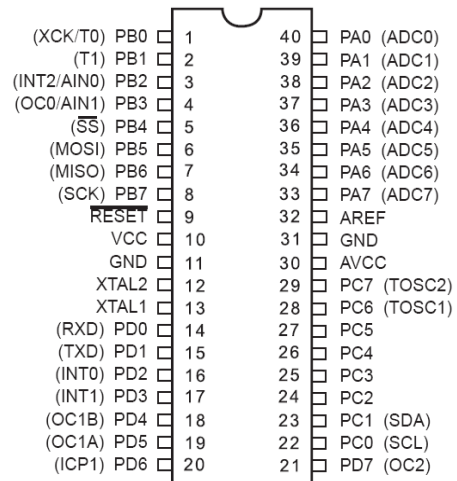 (XCK/T0) PB0 1 40 PA0 (ADC0)
(T1) PB1 2 39 PA1 (ADC1)
(INT2/AIN0) PB2 3 38 PA2 (ADC2)
(OC0/AIN1) PB3 4 37 PA3 (ADC3)
(SS) PB4 5 36 PA4 (ADC4)
(MOSI) PB5 6 35 PA5 (ADC5)
(MISO) PB6 7 34 PA6 (ADC6)
(SCK) PB7 8 33 PA7 (ADC7)
RESET 9 32 AREF
VCC 10 31 GND
GND 11 30 AVCC
XTAL2 12 29 PC7 (TOSC2)
XTAL1 13 28 PC6 (TOSC1)
(RXD) PD0 14 27 PC5
(TXD) PD1 15 26 PC4
(INT0) PD2 16 25 PC3
(INT1) PD3 17 24 PC2
(OC1B) PD4 18 23 PC1 (SDA)
(OC1A) PD5 19 22 PC0 (SCL)
(ICP1) PD6 20 21 PD7 (OC2)